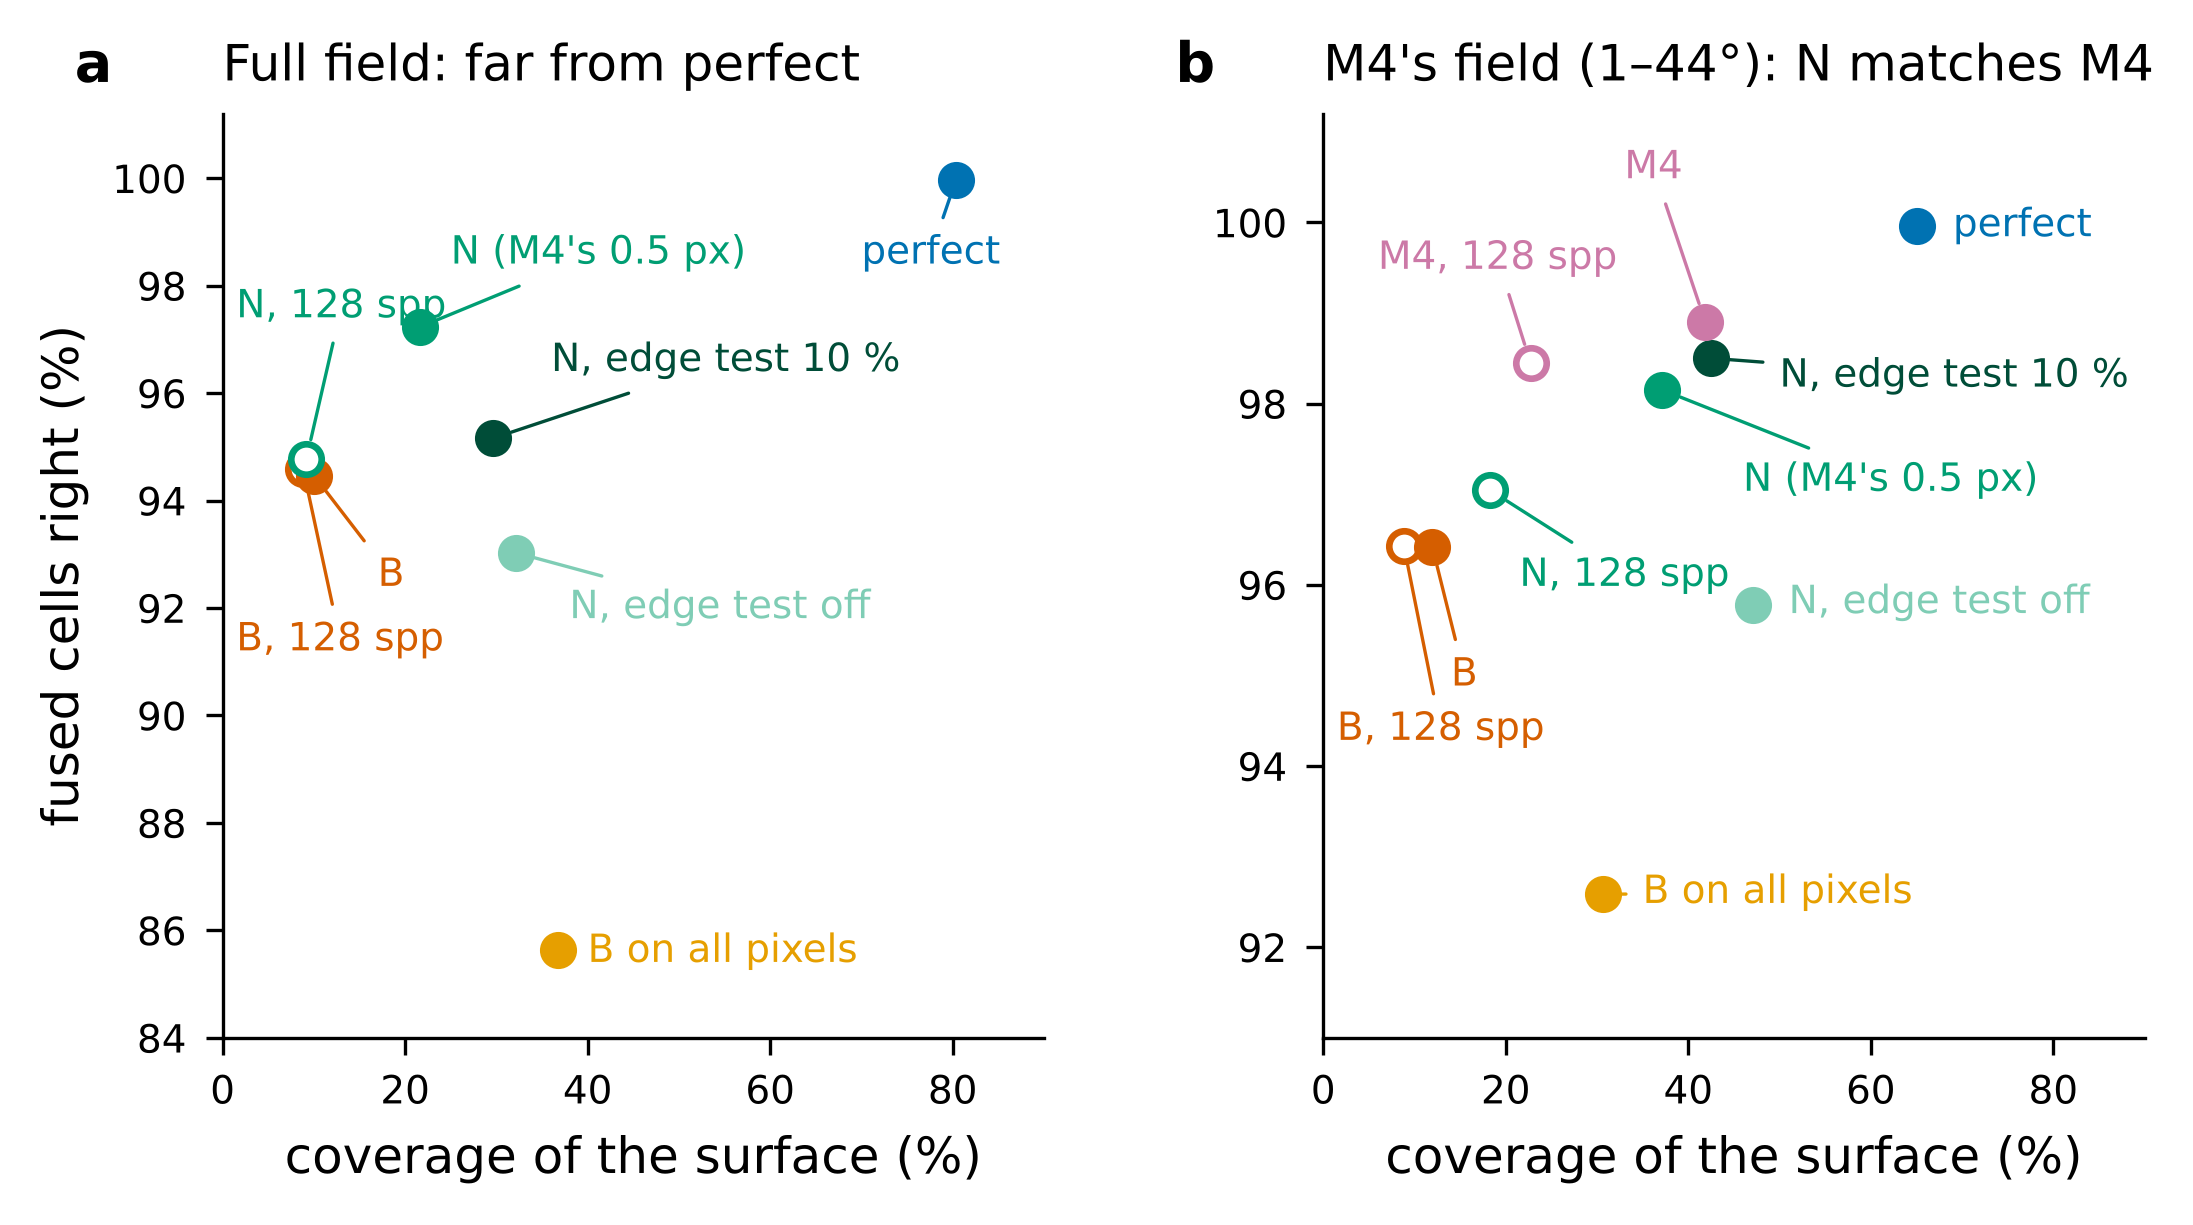 a Full field: far from perfect
fused cells right (%)
100
98
96
94
92
90
88
86
84
perfect
N (M4's 0.5 px)
N, 128 spp
N, edge test 10 %
B
N, edge test off
B, 128 spp
B on all pixels
0 20 40 60 80
coverage of the surface (%)
b M4's field (1–44°): N matches M4
100
98
96
94
92
M4
perfect
M4, 128 spp
N, edge test 10 %
N (M4's 0.5 px)
N, 128 spp
N, edge test off
B
B, 128 spp
B on all pixels
0 20 40 60 80
coverage of the surface (%)